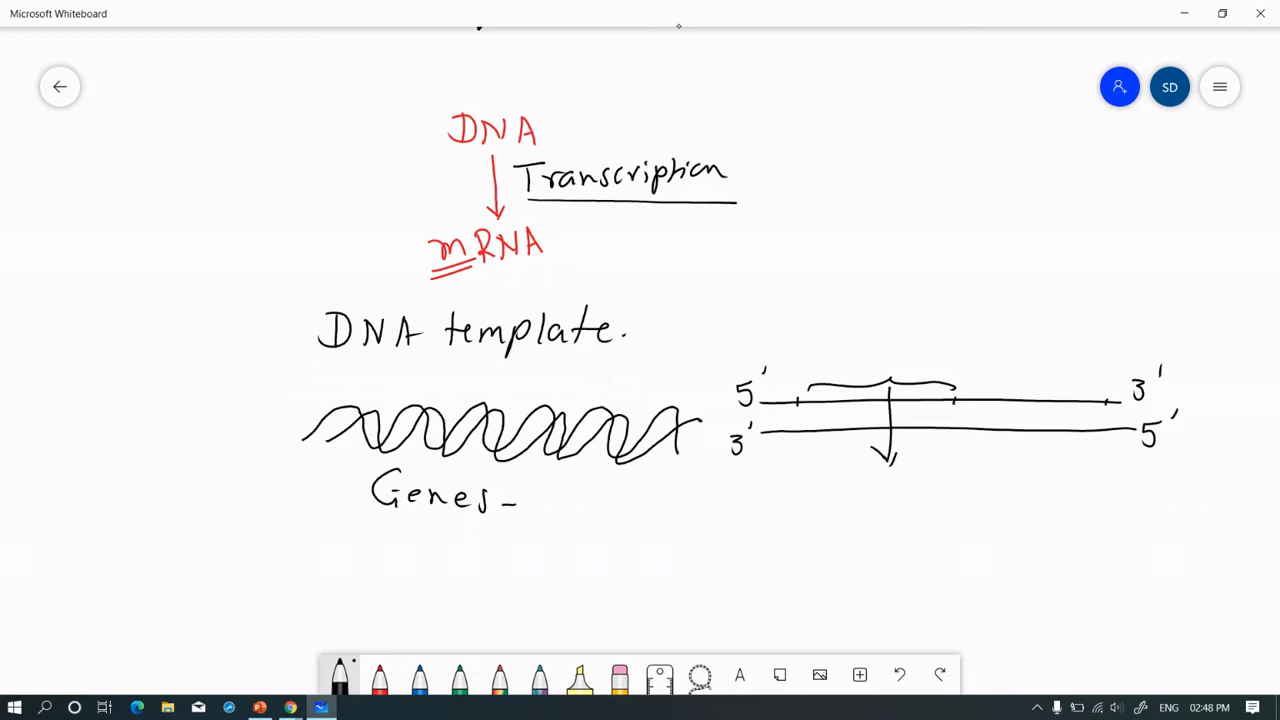 Microsoft Whiteboard
SD
DNA
Transcription
mRNA
DNA template.
5' 3'
3' 5'
Genes -
A
ENG 02:48 PM